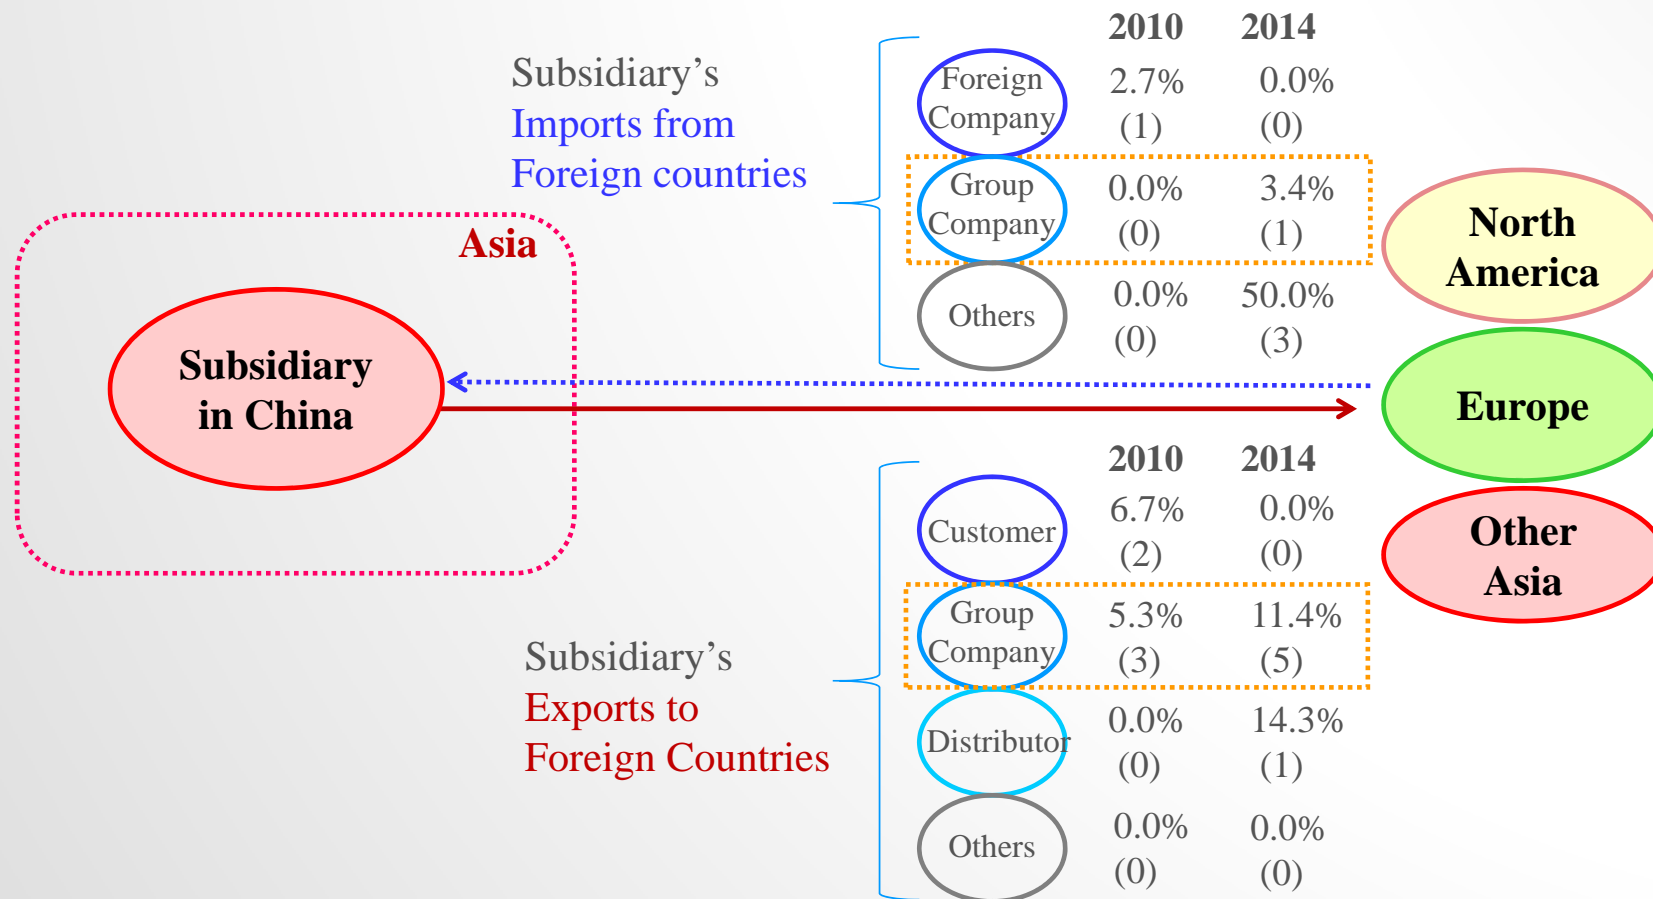 2010 2014
Subsidiary’s
Imports from
Foreign countries
Foreign
Company
2.7% 0.0%
(1) (0)
Group
Company
0.0% 3.4%
(0) (1)
Others
0.0% 50.0%
(0) (3)
Asia
Subsidiary
in China
North
America
Europe
Other
Asia
2010 2014
Subsidiary’s
Exports to
Foreign Countries
Customer
6.7% 0.0%
(2) (0)
Group
Company
5.3% 11.4%
(3) (5)
Distributor
0.0% 14.3%
(0) (1)
Others
0.0% 0.0%
(0) (0)